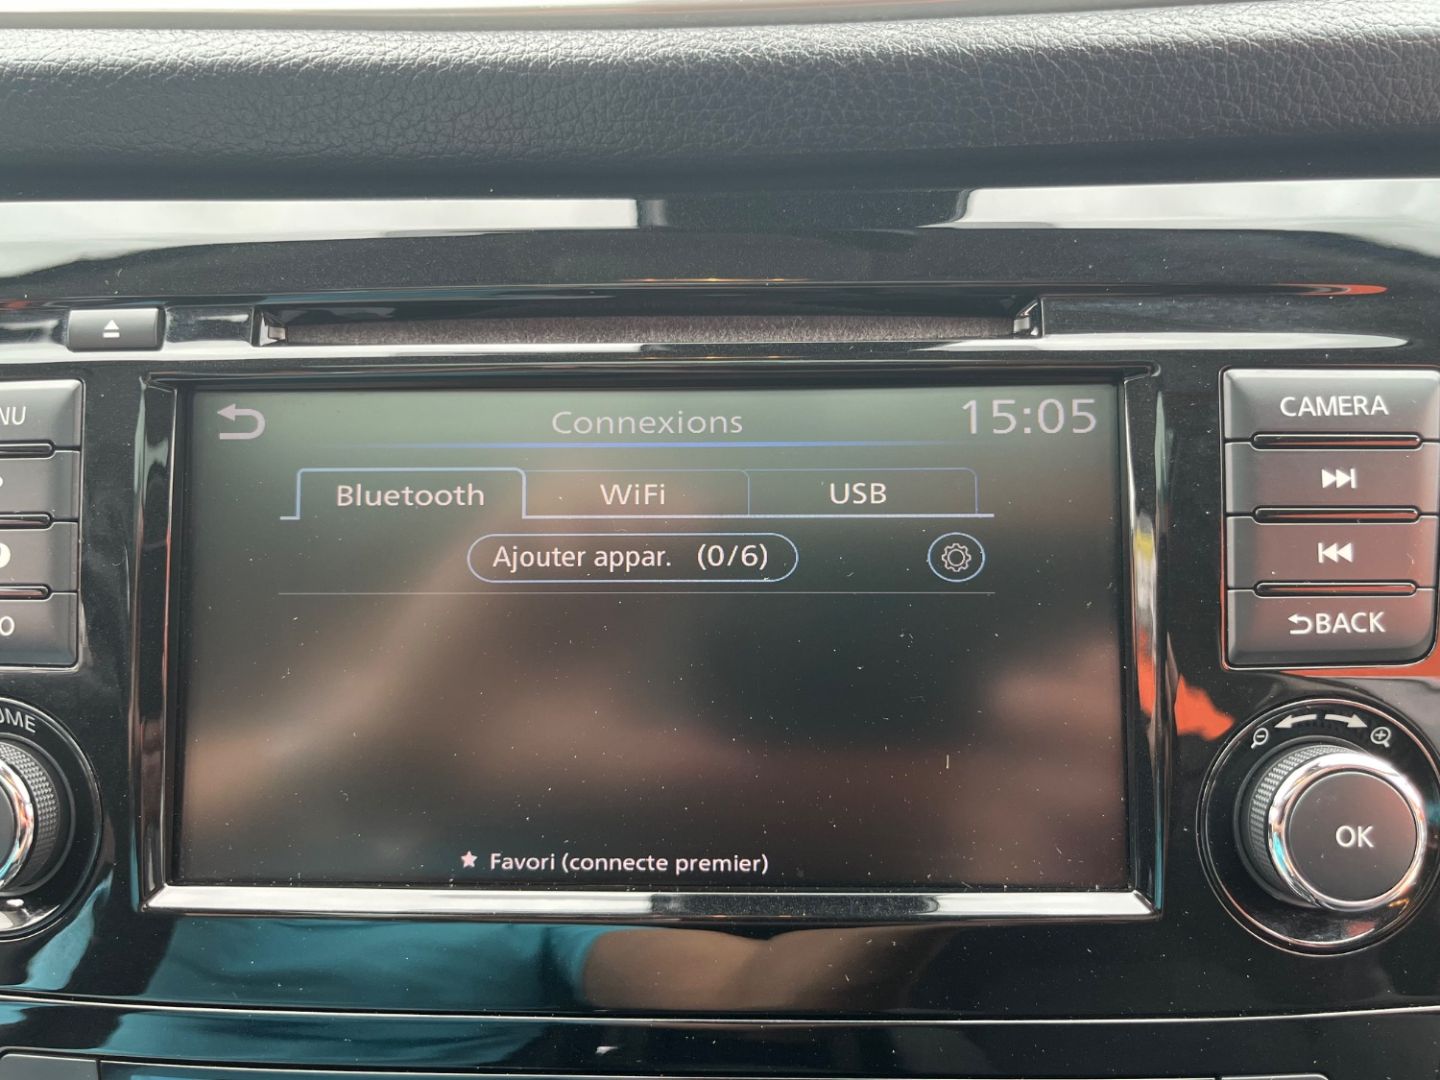 Connexions 15:05
Bluetooth WiFi USB
Ajouter appar. (0/6)
★ Favori (connecte premier)
CAMERA
BACK
OK